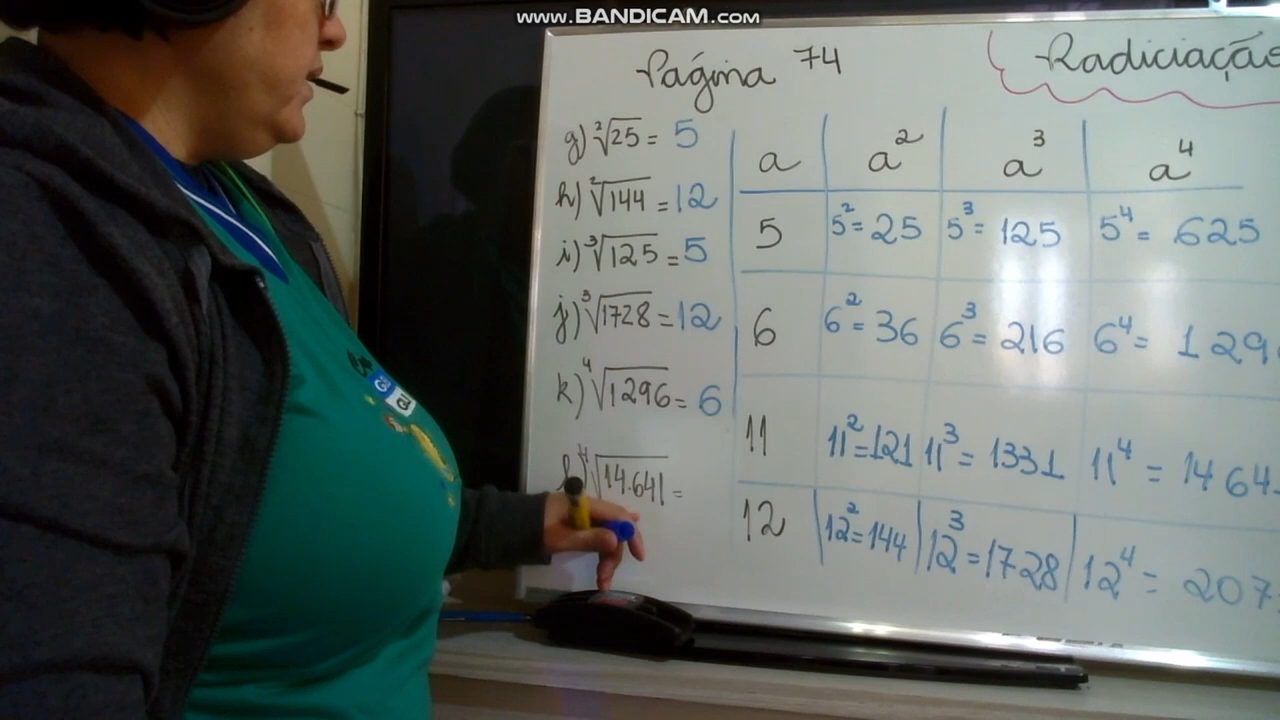 www.BANDICAM.com
Página 74
Radiciação
g) ²√25 = 5
h) ²√144 = 12
i) ³√125 = 5
j) ³√1728 = 12
k) ⁴√1296 = 6
l) ⁴√14.641 =
a a² a³ a⁴
5 5² = 25 5³ = 125 5⁴ = 625
6 6² = 36 6³ = 216 6⁴ = 129
11 11² = 121 11³ = 1331 11⁴ = 1464
12 12² = 144 12³ = 1728 12⁴ = 207